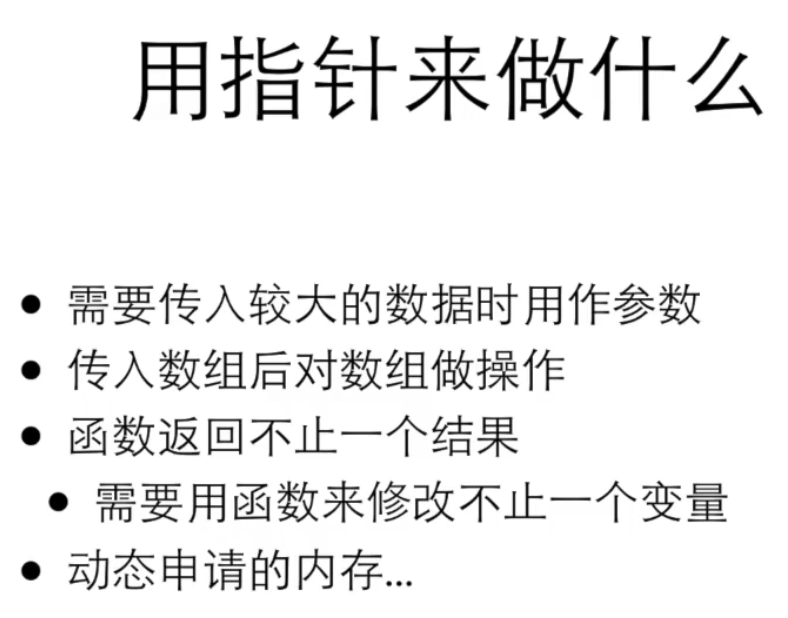 用指针来做什么
• 需要传入较大的数据时用作参数
• 传入数组后对数组做操作
• 函数返回不止一个结果
• 需要用函数来修改不止一个变量
• 动态申请的内存...